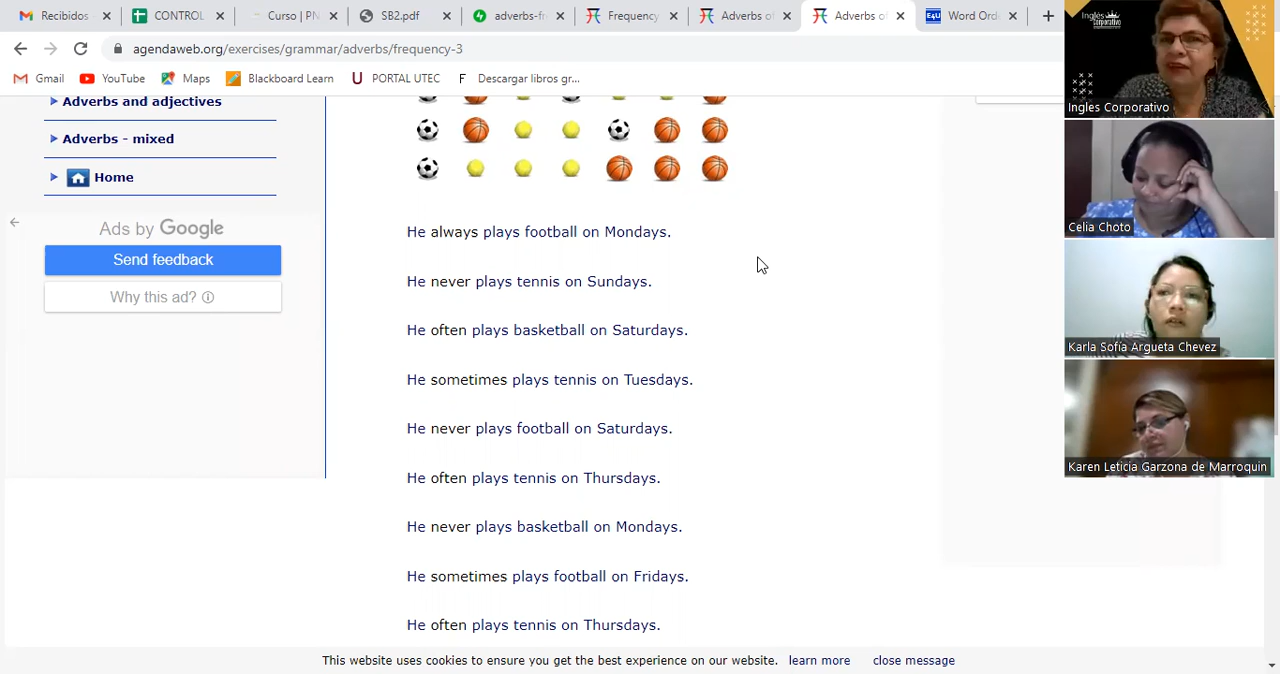 Recibidos
CONTROL
Curso | PN
SB2.pdf
adverbs-fr
Frequency
Adverbs o
Adverbs o
Word Ord
agendaweb.org/exercises/grammar/adverbs/frequency-3
Gmail
YouTube
Maps
Blackboard Learn
PORTAL UTEC
Descargar libros gr...
Inglés
Corporativo
Ingles Corporativo
Celia Choto
Karla Sofía Argueta Chevez
Karen Leticia Garzona de Marroquin
Adverbs and adjectives
Adverbs - mixed
Home
Ads by Google
Send feedback
Why this ad?
He always plays football on Mondays.
He never plays tennis on Sundays.
He often plays basketball on Saturdays.
He sometimes plays tennis on Tuesdays.
He never plays football on Saturdays.
He often plays tennis on Thursdays.
He never plays basketball on Mondays.
He sometimes plays football on Fridays.
He often plays tennis on Thursdays.
This website uses cookies to ensure you get the best experience on our website. learn more close message